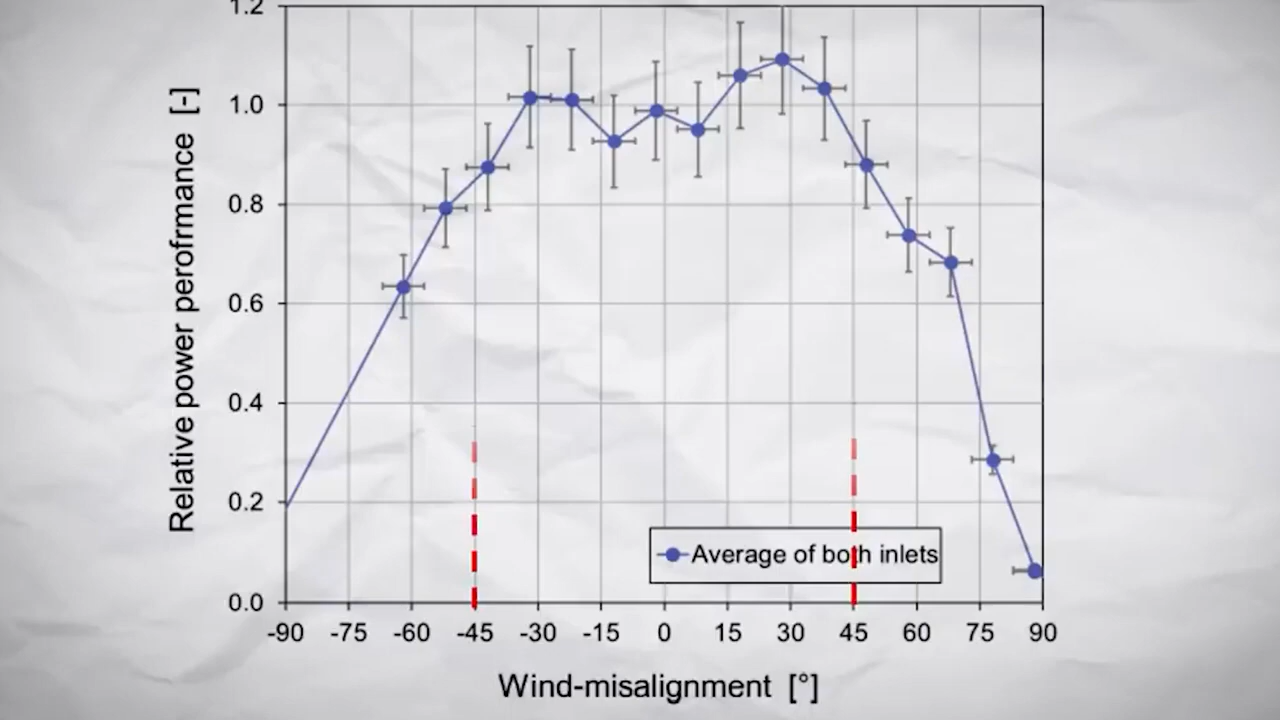 1.2
1.0
0.8
0.6
0.4
0.2
0.0
Relative power perofrmance [-]
Average of both inlets
-90 -75 -60 -45 -30 -15 0 15 30 45 60 75 90
Wind-misalignment [°]